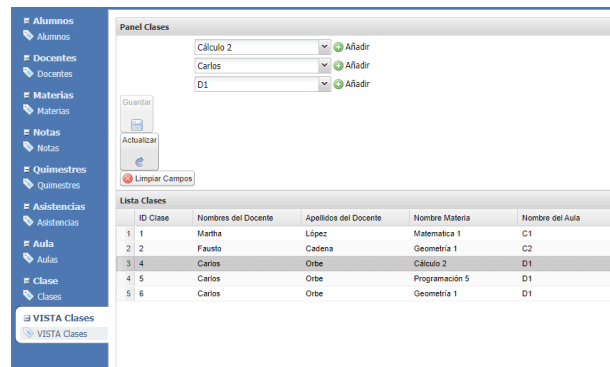 Alumnos
Alumnos
Docentes
Docentes
Materias
Materias
Notas
Notas
Quimestres
Quimestres
Asistencias
Asistencias
Aula
Aulas
Clase
Clases
VISTA Clases
VISTA Clases
Panel Clases
Cálculo 2 Añadir
Carlos Añadir
D1 Añadir
Guardar
Actualizar
Limpiar Campos
Lista Clases
ID Clase Nombres del Docente Apellidos del Docente Nombre Materia Nombre del Aula
1 1 Martha López Matematica 1 C1
2 2 Fausto Cadena Geometría 1 C2
3 4 Carlos Orbe Cálculo 2 D1
4 5 Carlos Orbe Programación 5 D1
5 6 Carlos Orbe Geometría 1 D1